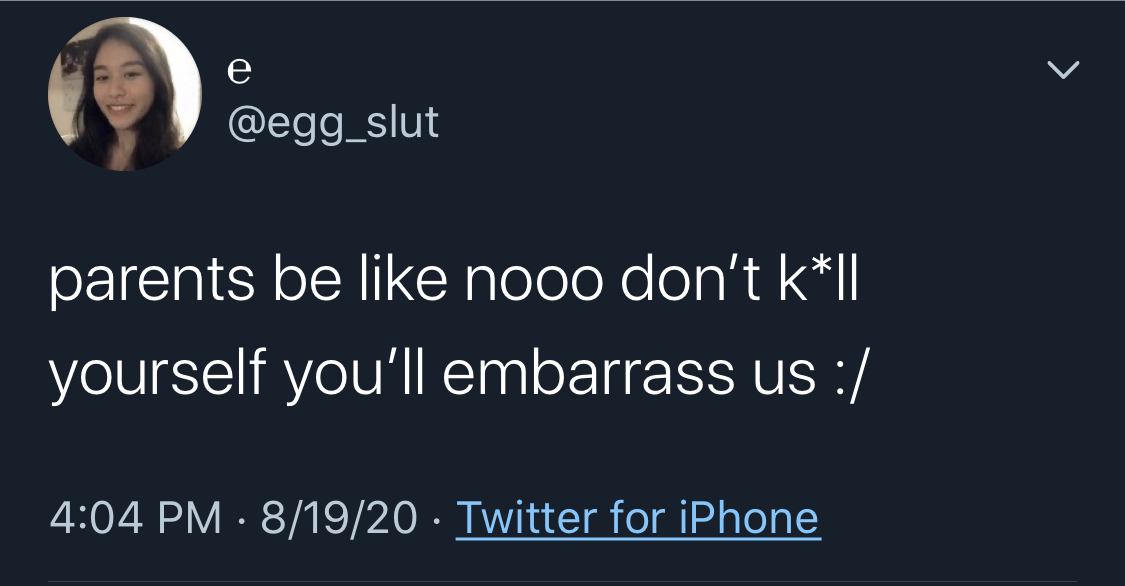 e
@egg_slut
parents be like nooo don’t k*ll
yourself you’ll embarrass us :/
4:04 PM · 8/19/20 · Twitter for iPhone